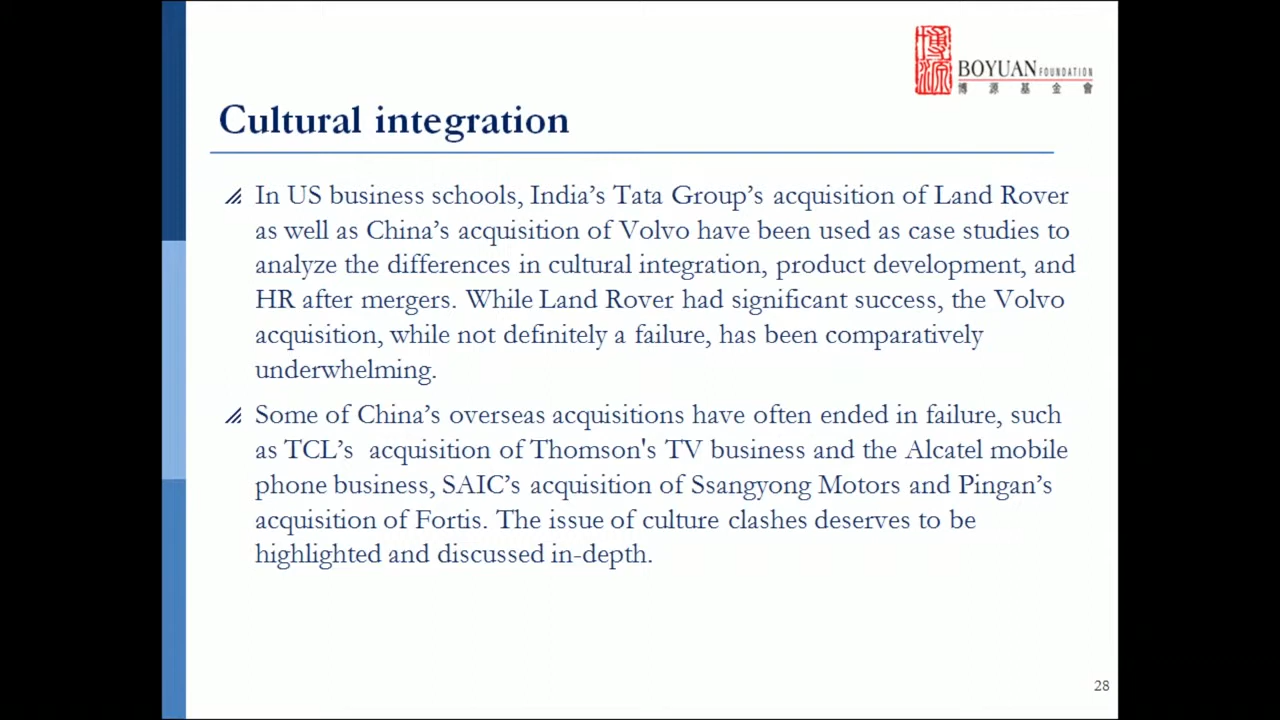 博源
BOYUAN FOUNDATION
博 源 基 金 會
Cultural integration
In US business schools, India’s Tata Group’s acquisition of Land Rover
as well as China’s acquisition of Volvo have been used as case studies to
analyze the differences in cultural integration, product development, and
HR after mergers. While Land Rover had significant success, the Volvo
acquisition, while not definitely a failure, has been comparatively
underwhelming.
Some of China’s overseas acquisitions have often ended in failure, such
as TCL’s  acquisition of Thomson's TV business and the Alcatel mobile
phone business, SAIC’s acquisition of Ssangyong Motors and Pingan’s
acquisition of Fortis. The issue of culture clashes deserves to be
highlighted and discussed in-depth.
28